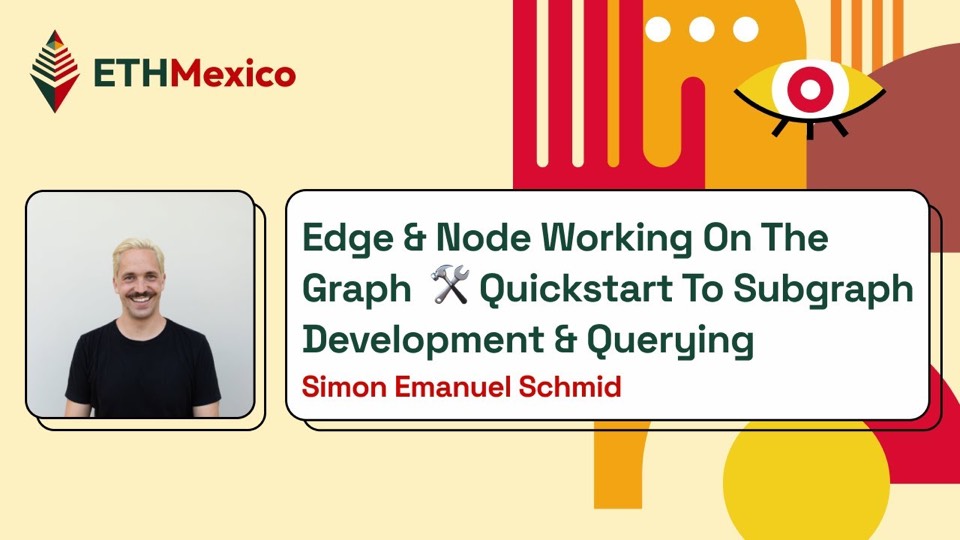 ETHMexico
Edge & Node Working On The
Graph 🛠 Quickstart To Subgraph
Development & Querying
Simon Emanuel Schmid